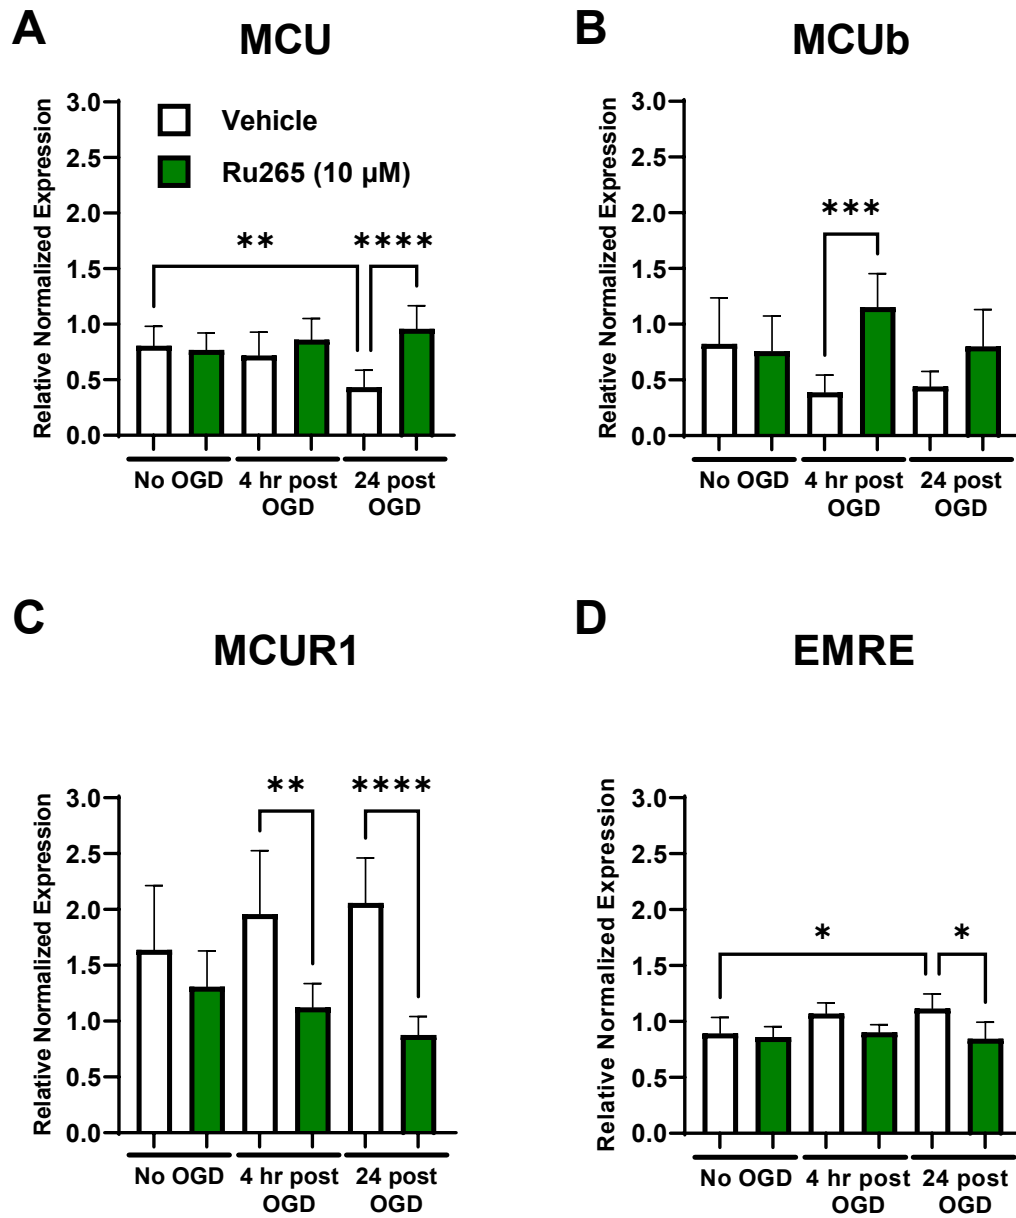 A
MCU
Relative Normalized Expression
3.0
2.5
2.0
1.5
1.0
0.5
0.0
Vehicle
Ru265 (10 µM)
**
****
No OGD
4 hr post
OGD
24 post
OGD
B
MCUb
Relative Normalized Expression
3.0
2.5
2.0
1.5
1.0
0.5
0.0
***
No OGD
4 hr post
OGD
24 post
OGD
C
MCUR1
Relative Normalized Expression
3.0
2.5
2.0
1.5
1.0
0.5
0.0
**
****
No OGD
4 hr post
OGD
24 post
OGD
D
EMRE
Relative Normalized Expression
3.0
2.5
2.0
1.5
1.0
0.5
0.0
*
*
No OGD
4 hr post
OGD
24 post
OGD